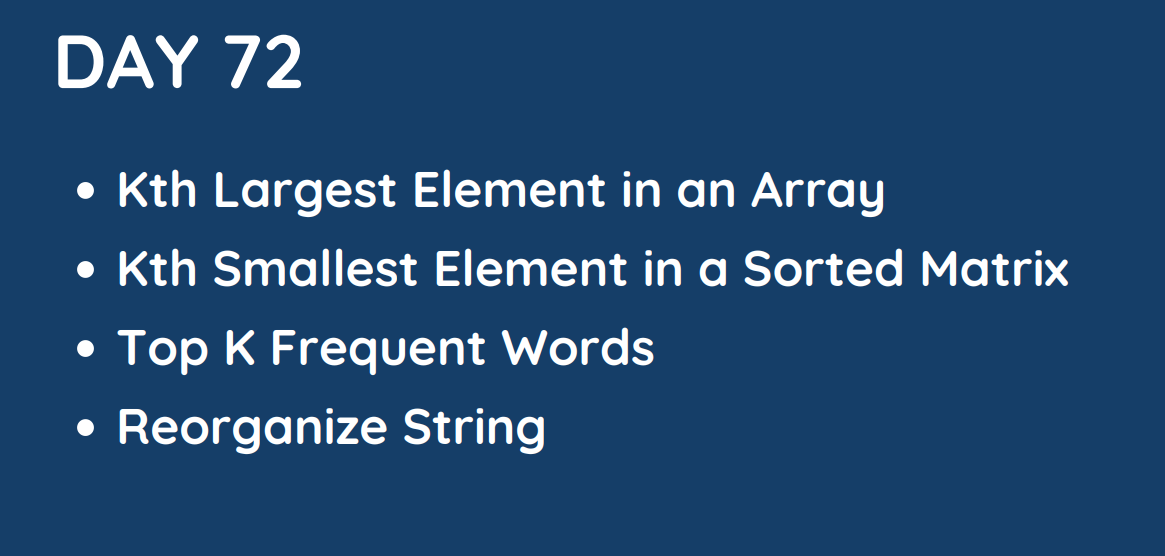 DAY 72
• Kth Largest Element in an Array
• Kth Smallest Element in a Sorted Matrix
• Top K Frequent Words
• Reorganize String